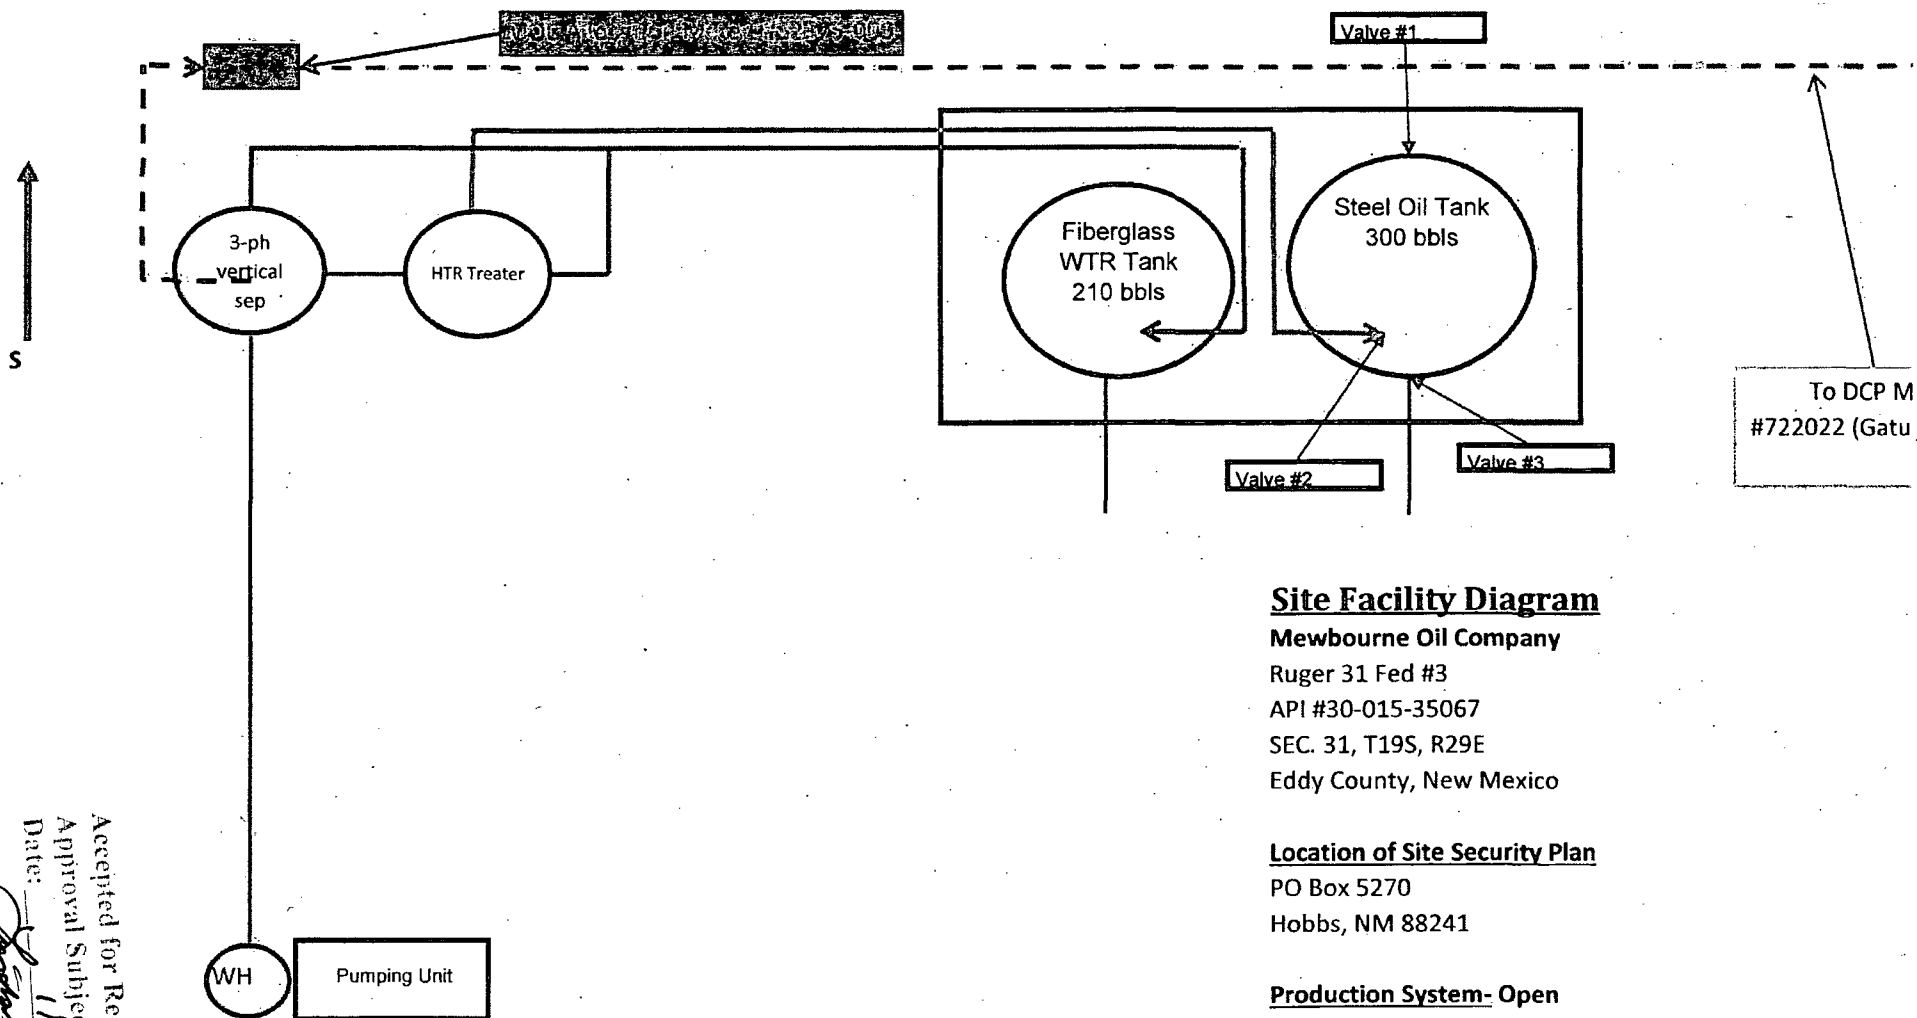 Valve #1
S
3-ph
vertical
sep
HTR Treater
Fiberglass
WTR Tank
210 bbls
Steel Oil Tank
300 bbls
To DCP M
#722022 (Gatu
Valve #2
Valve #3
Site Facility Diagram
Mewbourne Oil Company
Ruger 31 Fed #3
API #30-015-35067
SEC. 31, T19S, R29E
Eddy County, New Mexico
Location of Site Security Plan
PO Box 5270
Hobbs, NM 88241
Production System- Open
WH
Pumping Unit
Accepted for Re
Approval Subje
Date: